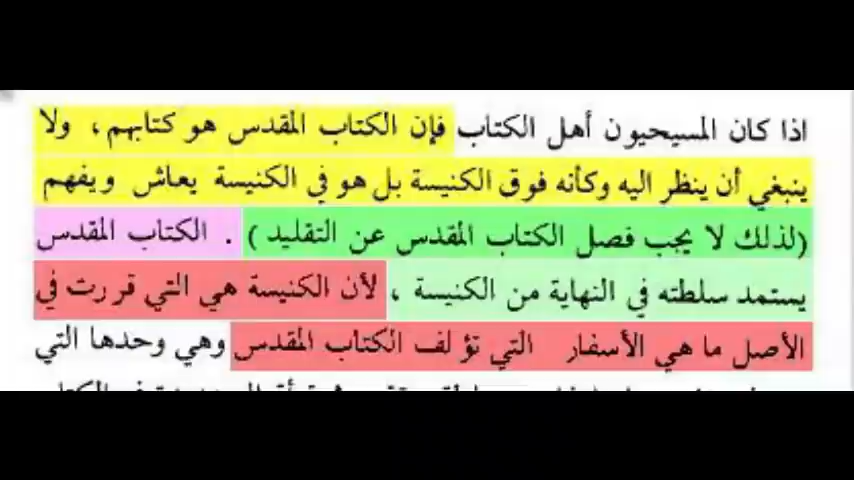 اذا كان المسيحيون أهل الكتاب فإن الكتاب المقدس هو كتابهم، ولا
ينبغي أن ينظر اليه وكأنه فوق الكنيسة بل هو في الكنيسة يعاش ويفهم
(لذلك لا يجب فصل الكتاب المقدس عن التقليد). الكتاب المقدس
يستمد سلطته في النهاية من الكنيسة، لأن الكنيسة هي التي قررت في
الأصل ما هي الأسفار التي تؤلف الكتاب المقدس وهي وحدها التي